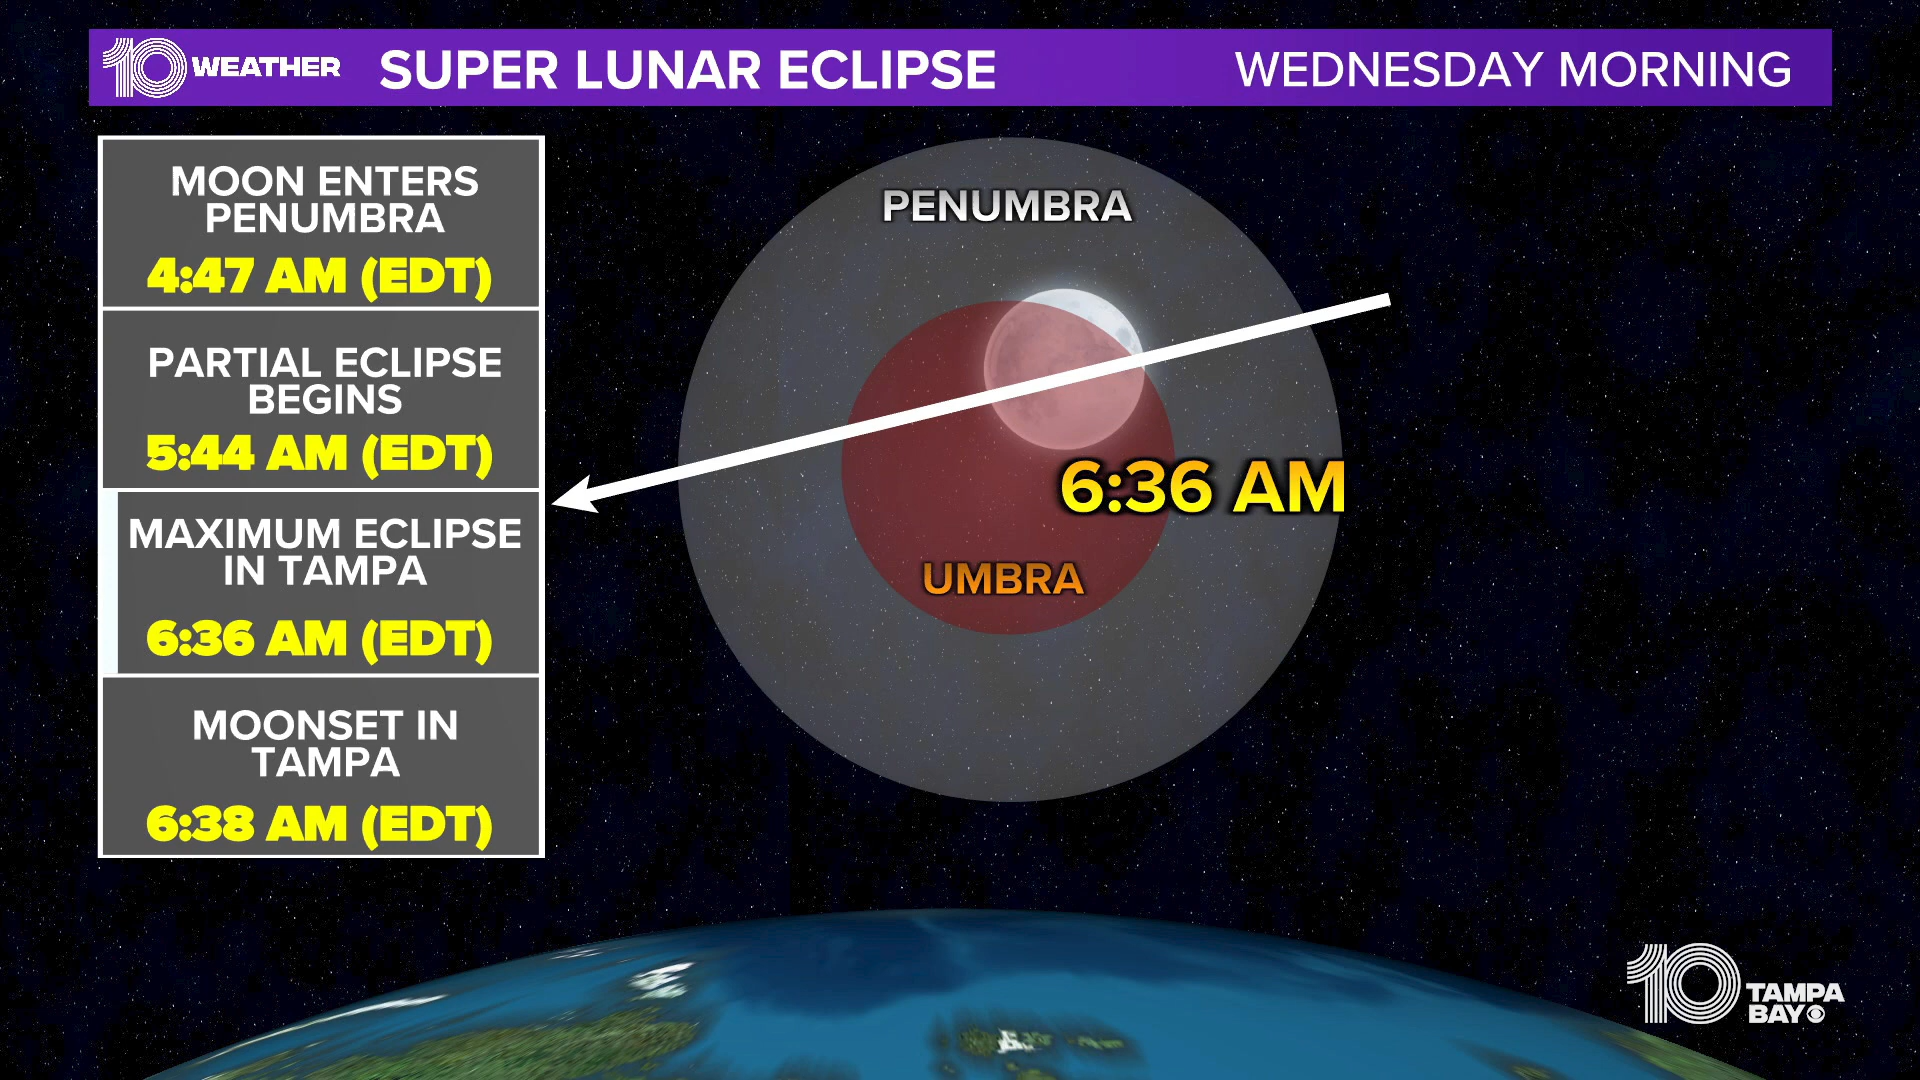 10 WEATHER SUPER LUNAR ECLIPSE WEDNESDAY MORNING
MOON ENTERS
PENUMBRA
4:47 AM (EDT)
PARTIAL ECLIPSE
BEGINS
5:44 AM (EDT)
MAXIMUM ECLIPSE
IN TAMPA
6:36 AM (EDT)
MOONSET IN
TAMPA
6:38 AM (EDT)
PENUMBRA
6:36 AM
UMBRA
10 TAMPA
BAY